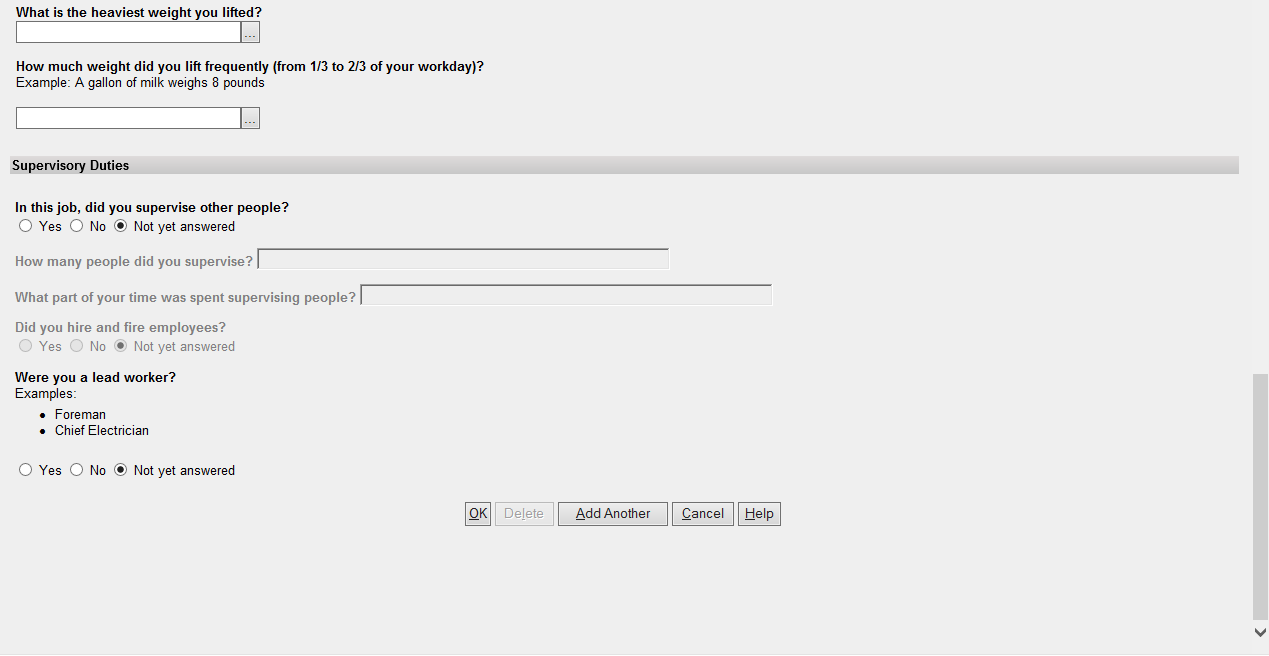 What is the heaviest weight you lifted?
...
How much weight did you lift frequently (from 1/3 to 2/3 of your workday)?
Example: A gallon of milk weighs 8 pounds
...
Supervisory Duties
In this job, did you supervise other people?
Yes No Not yet answered
How many people did you supervise?
What part of your time was spent supervising people?
Did you hire and fire employees?
Yes No Not yet answered
Were you a lead worker?
Examples:
• Foreman
• Chief Electrician
Yes No Not yet answered
OK Delete Add Another Cancel Help